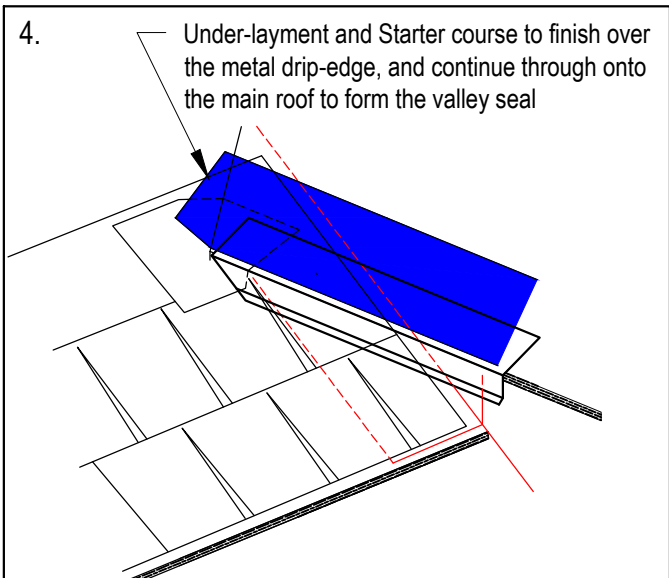 4.
Under-layment and Starter course to finish over
the metal drip-edge, and continue through onto
the main roof to form the valley seal